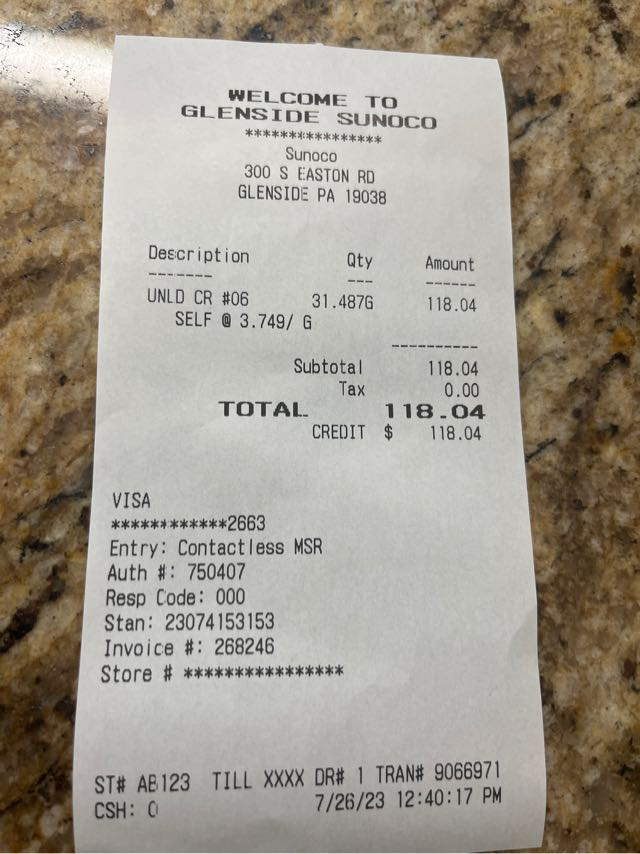 WELCOME TO
GLENSIDE SUNOCO
****************
Sunoco
300 S EASTON RD
GLENSIDE PA 19038
Description Qty Amount
------- --- ------
UNLD CR #06 31.487G 118.04
SELF @ 3.749/ G
----------
Subtotal 118.04
Tax 0.00
TOTAL 118.04
CREDIT $ 118.04
VISA
************2663
Entry: Contactless MSR
Auth #: 750407
Resp Code: 000
Stan: 23074153153
Invoice #: 268246
Store # ****************
ST# AB123 TILL XXXX DR# 1 TRAN# 9066971
CSH: 0 7/26/23 12:40:17 PM